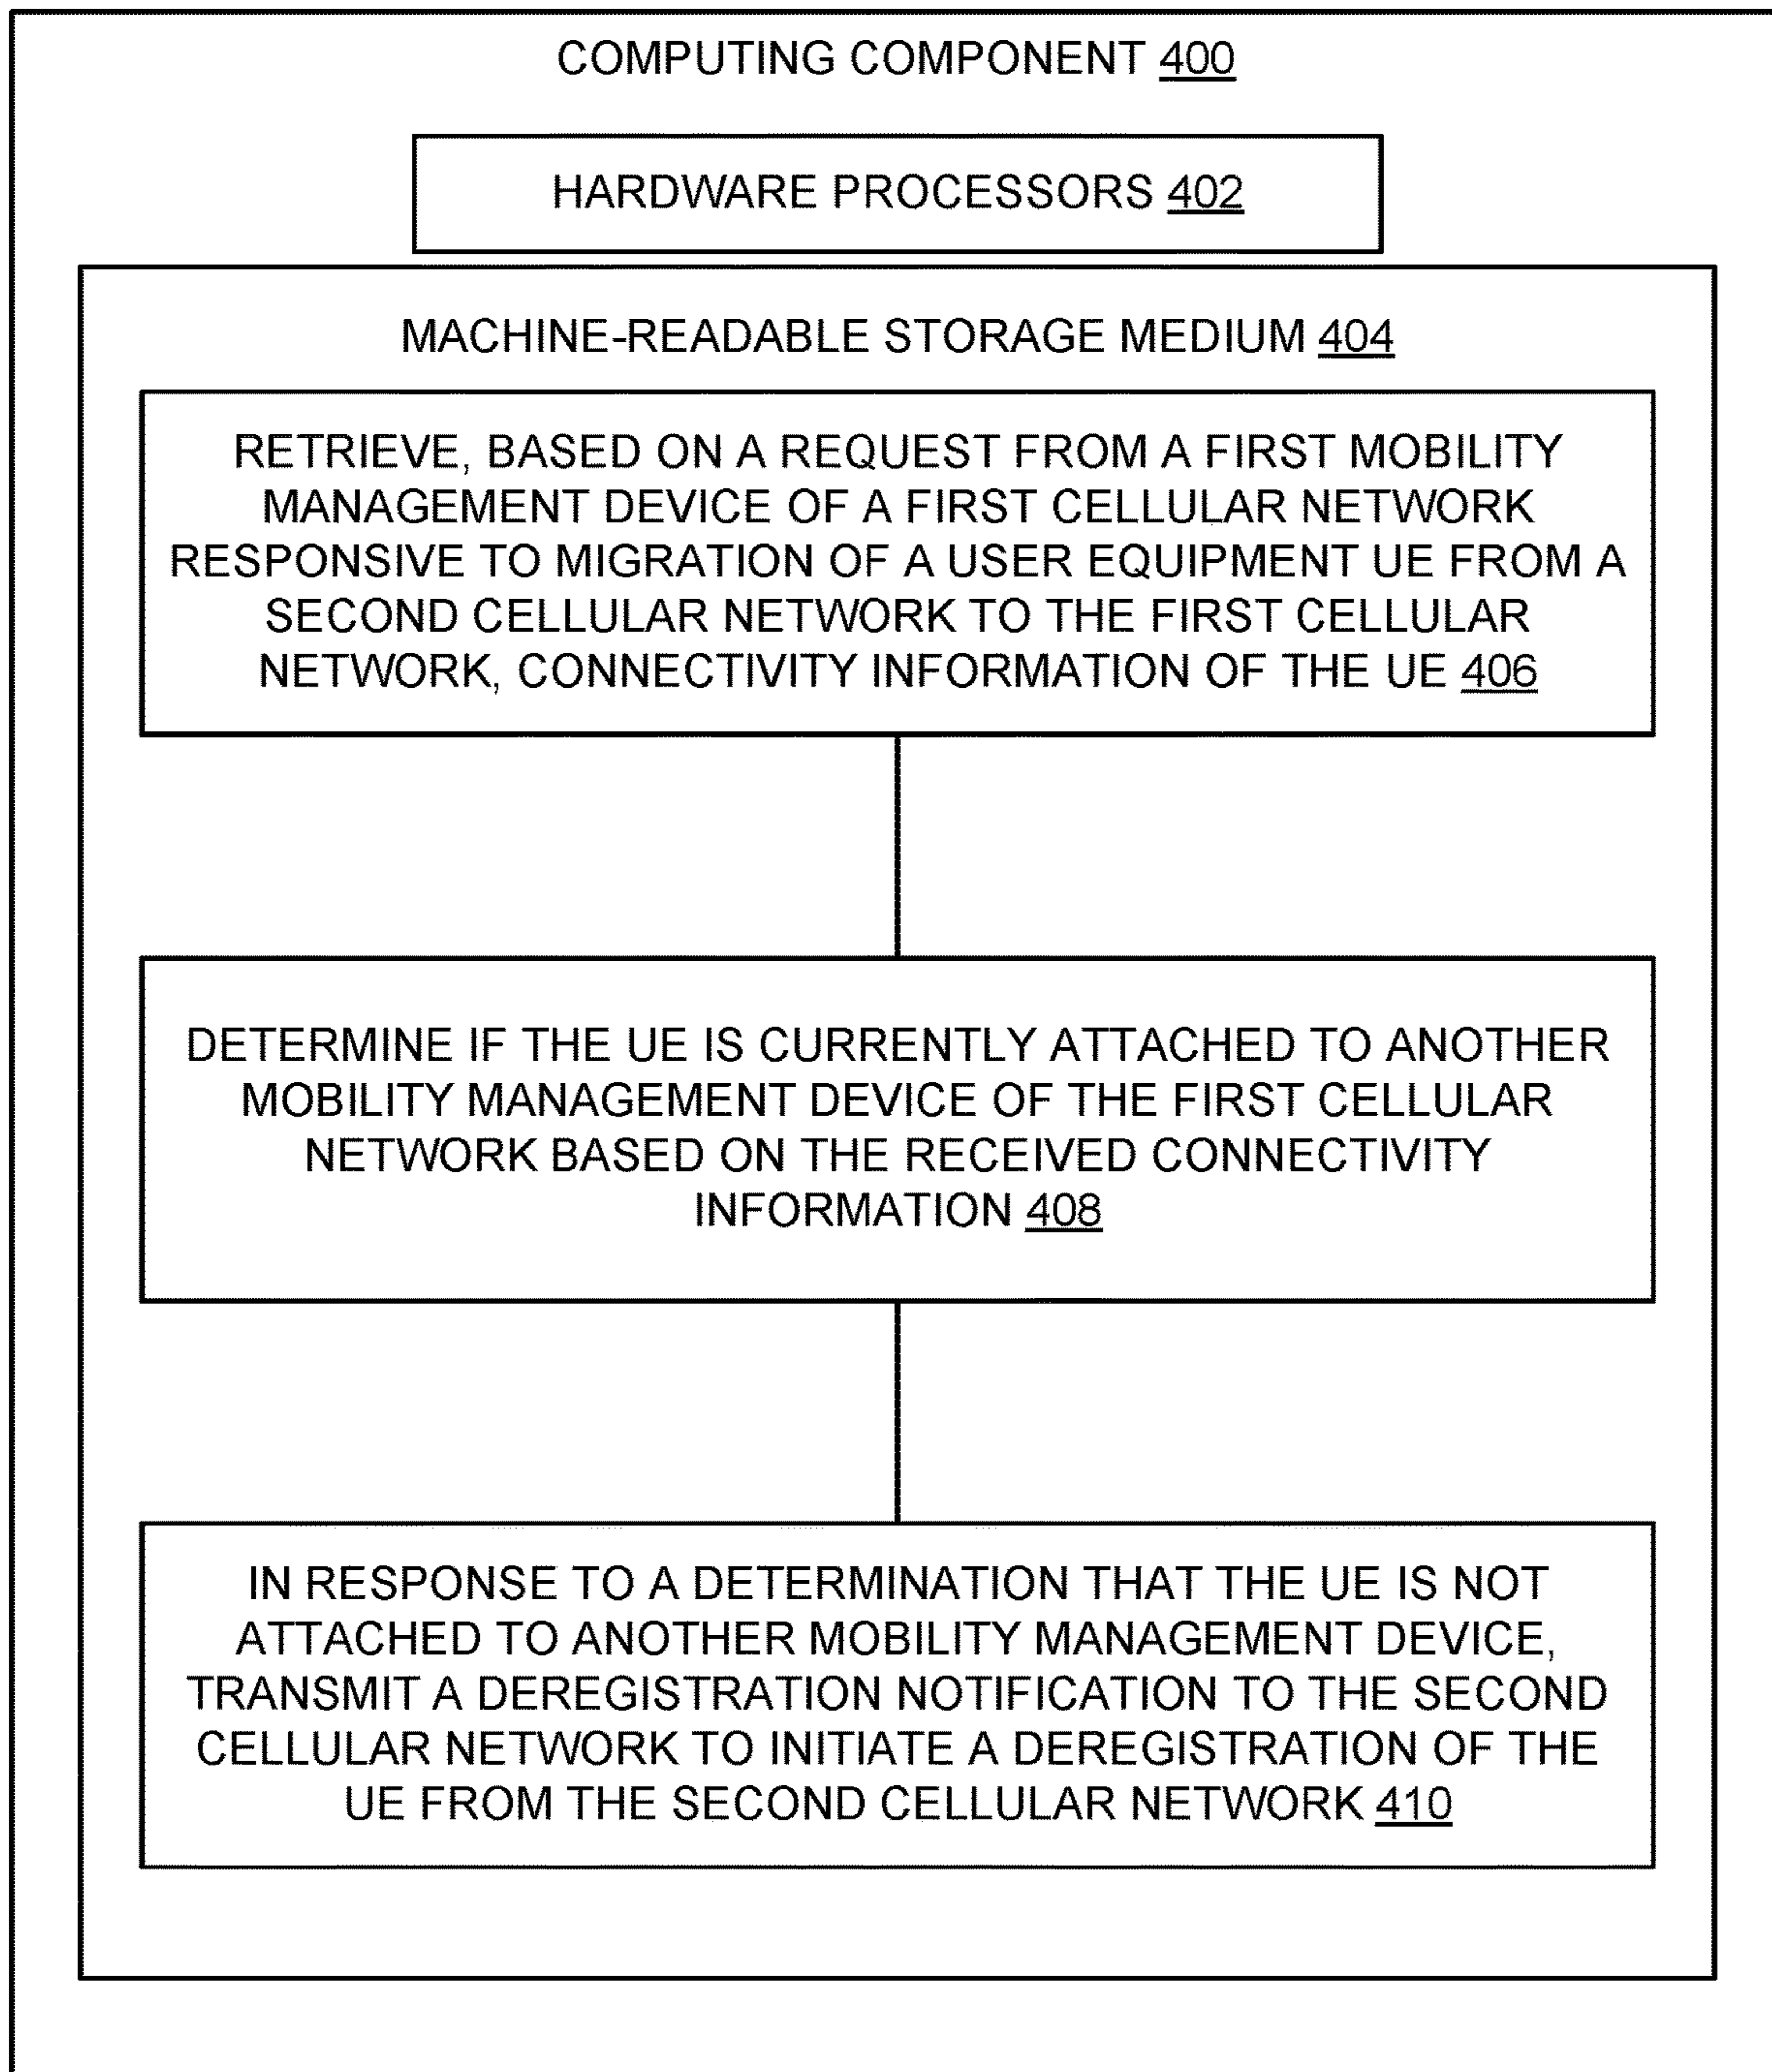 COMPUTING COMPONENT 400
HARDWARE PROCESSORS 402
MACHINE-READABLE STORAGE MEDIUM 404
RETRIEVE, BASED ON A REQUEST FROM A FIRST MOBILITY
MANAGEMENT DEVICE OF A FIRST CELLULAR NETWORK
RESPONSIVE TO MIGRATION OF A USER EQUIPMENT UE FROM A
SECOND CELLULAR NETWORK TO THE FIRST CELLULAR
NETWORK, CONNECTIVITY INFORMATION OF THE UE 406
DETERMINE IF THE UE IS CURRENTLY ATTACHED TO ANOTHER
MOBILITY MANAGEMENT DEVICE OF THE FIRST CELLULAR
NETWORK BASED ON THE RECEIVED CONNECTIVITY
INFORMATION 408
IN RESPONSE TO A DETERMINATION THAT THE UE IS NOT
ATTACHED TO ANOTHER MOBILITY MANAGEMENT DEVICE,
TRANSMIT A DEREGISTRATION NOTIFICATION TO THE SECOND
CELLULAR NETWORK TO INITIATE A DEREGISTRATION OF THE
UE FROM THE SECOND CELLULAR NETWORK 410